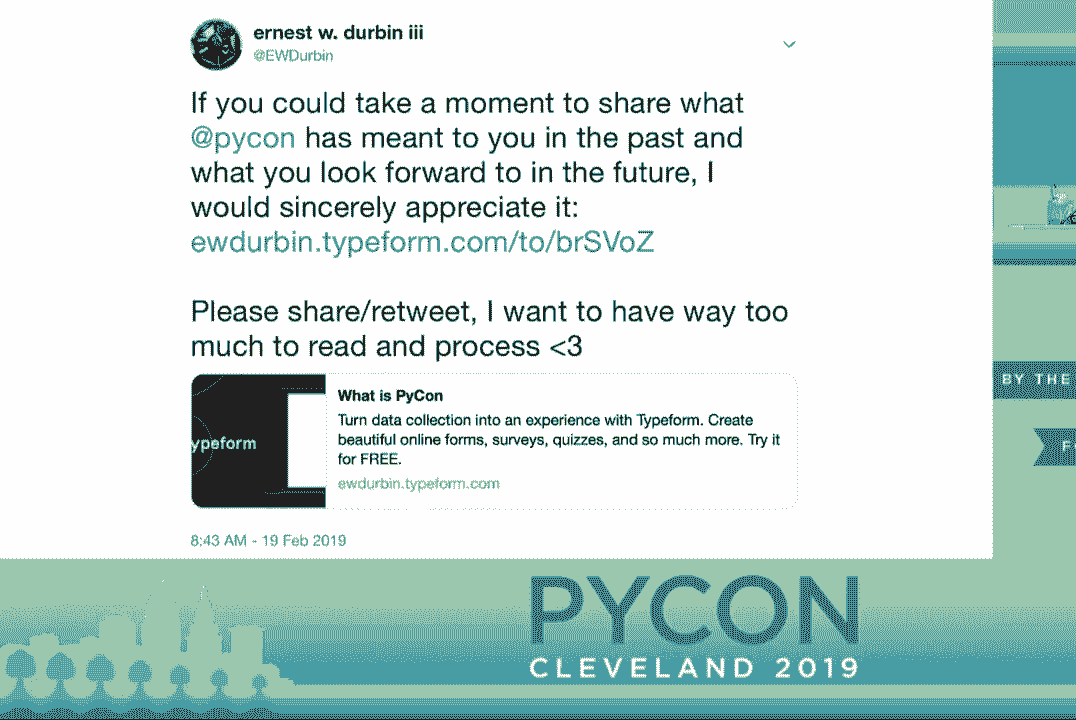 ernest w. durbin iii
@EWDurbin
If you could take a moment to share what
@pycon has meant to you in the past and
what you look forward to in the future, I
would sincerely appreciate it:
ewdurbin.typeform.com/to/brSVoZ
Please share/retweet, I want to have way too
much to read and process <3
ypeform
What is PyCon
Turn data collection into an experience with Typeform. Create
beautiful online forms, surveys, quizzes, and so much more. Try it
for FREE.
ewdurbin.typeform.com
8:43 AM - 19 Feb 2019
BY THE
F
PYCON
CLEVELAND 2019